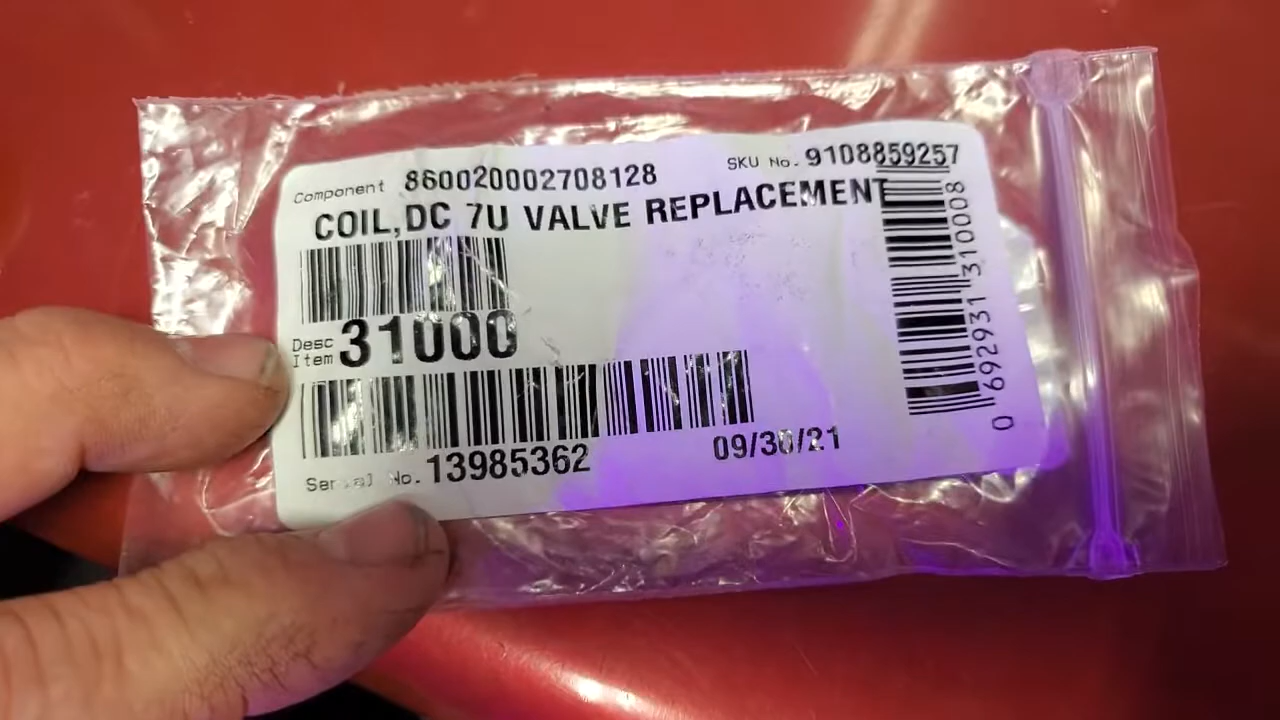 Component 860020002708128
SKU No. 9108859257
COIL,DC 7U VALVE REPLACEMENT
Desc
Item 31000
Serial No. 13985362
09/30/21
0 692931 310008